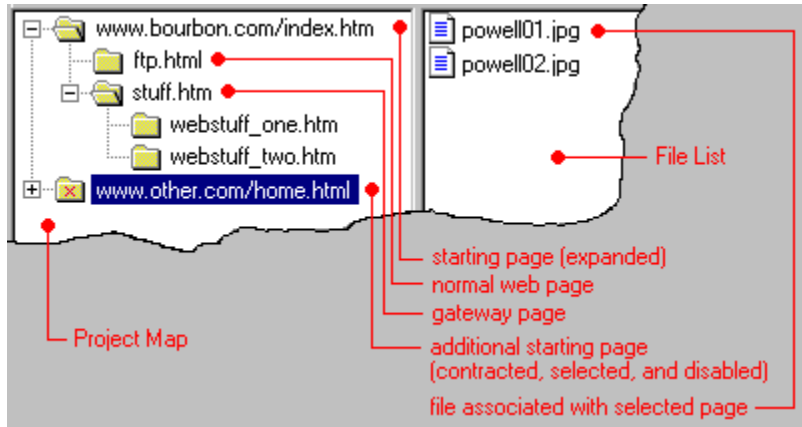 www.bourbon.com/index.htm
ftp.html
stuff.htm
webstuff_one.htm
webstuff_two.htm
www.other.com/home.html
powell01.jpg
powell02.jpg
File List
starting page (expanded)
normal web page
gateway page
Project Map
additional starting page
(contracted, selected, and disabled)
file associated with selected page